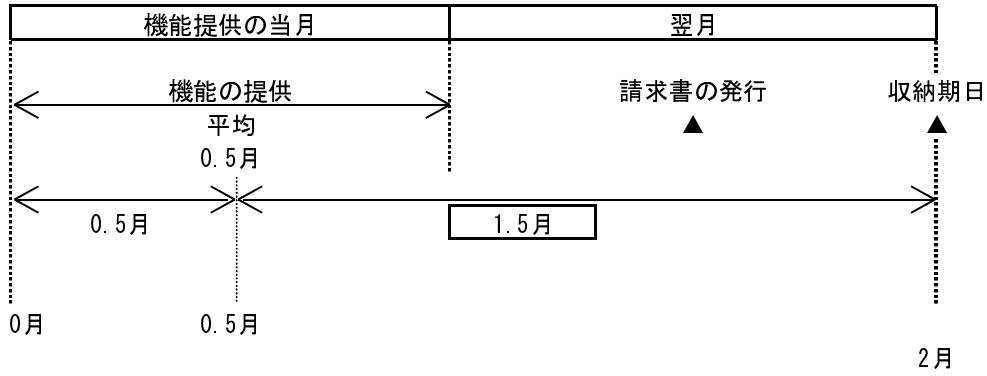 機能提供の当月 翌月
機能の提供 請求書の発行 収納期日
平均 ▲ ▲
0.5月
0.5月 1.5月
0月 0.5月
2月